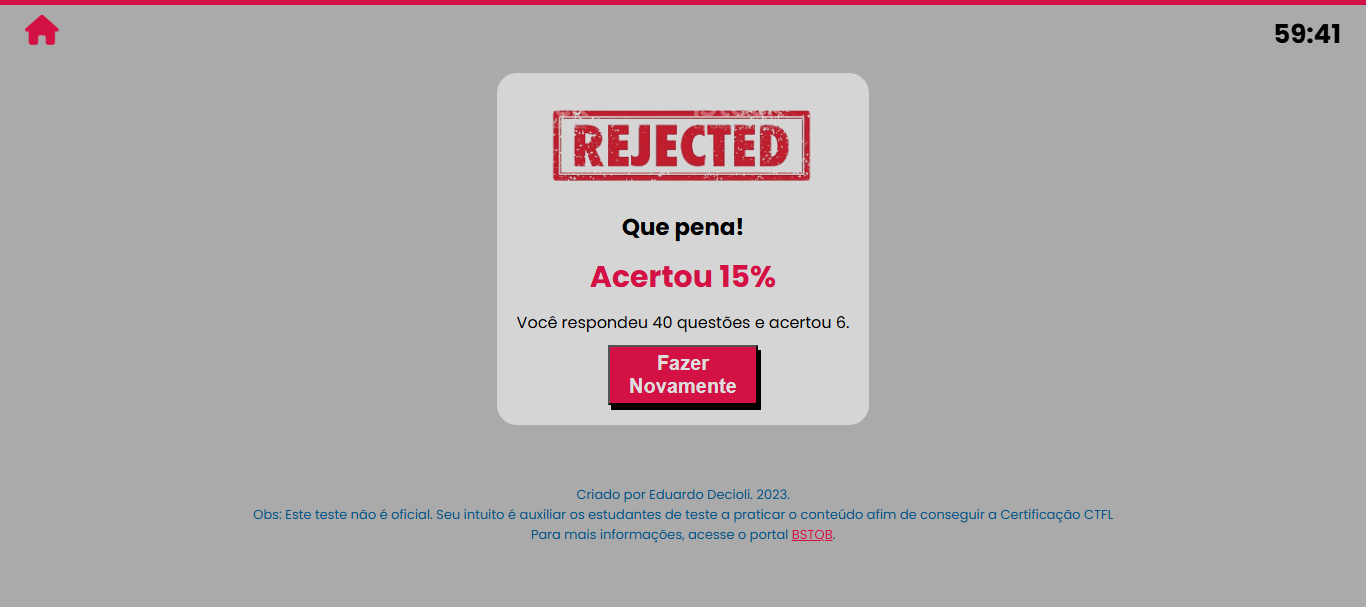 59:41
REJECTED
Que pena!
Acertou 15%
Você respondeu 40 questões e acertou 6.
Fazer
Novamente
Criado por Eduardo Decioli. 2023.
Obs: Este teste não é oficial. Seu intuito é auxiliar os estudantes de teste a praticar o conteúdo afim de conseguir a Certificação CTFL
Para mais informações, acesse o portal BSTQB.